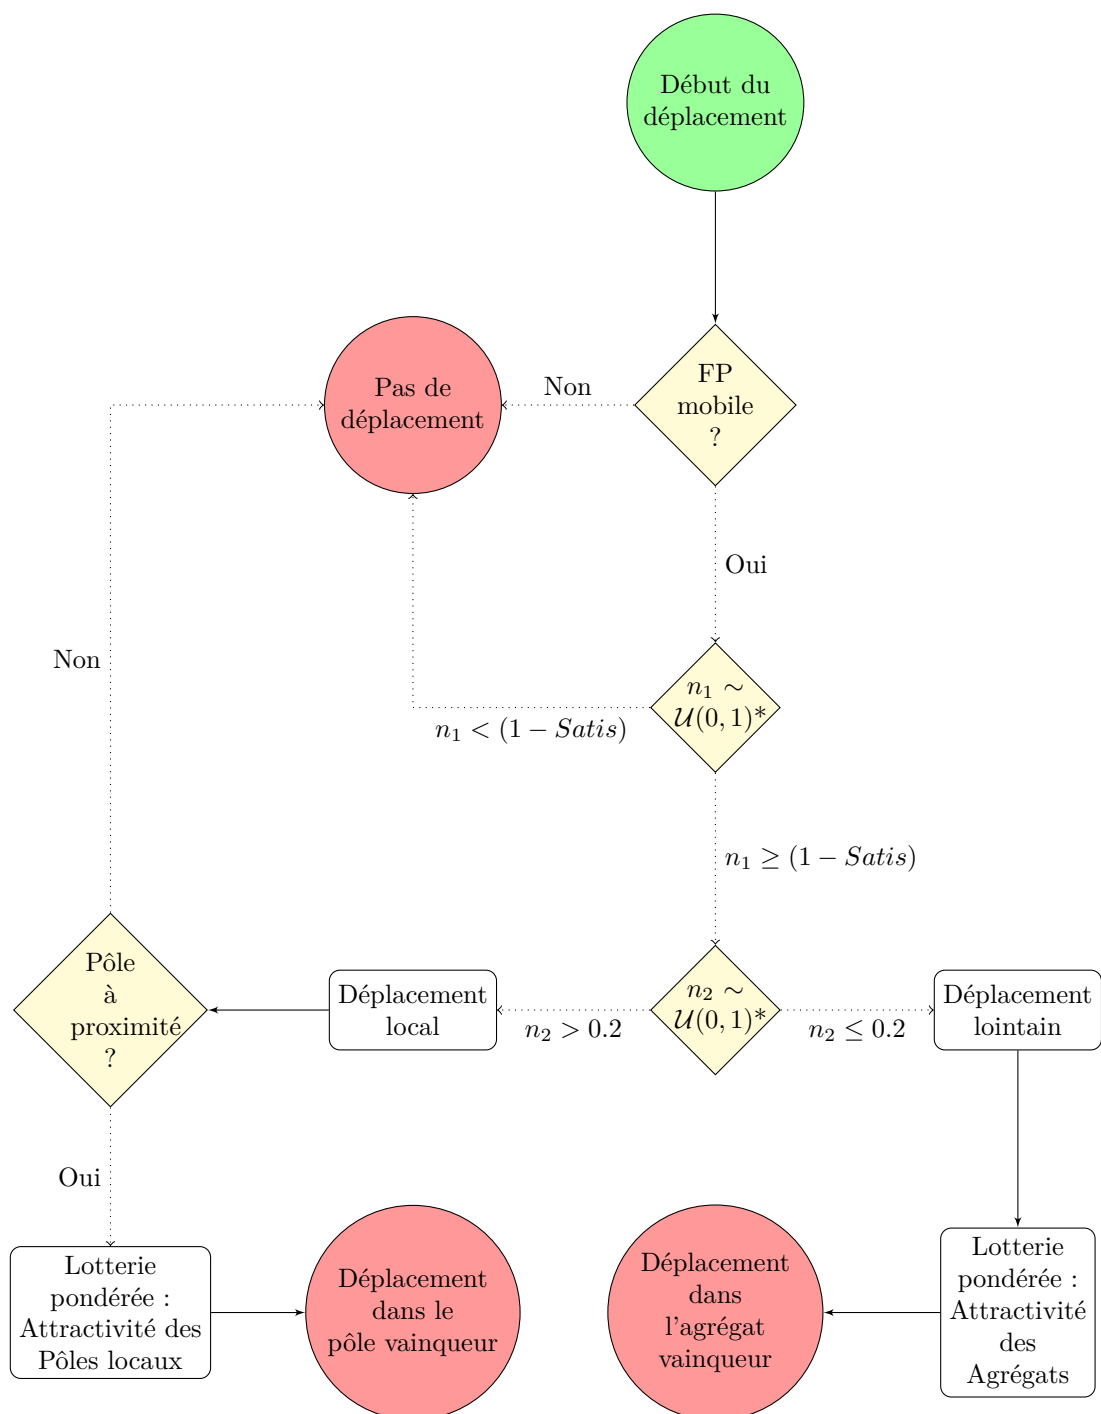 Début du
déplacement
Pas de
déplacement
Non
FP
mobile
?
Oui
Non
n₁ ∼
𝒰(0, 1)*
n₁ < (1 − Satis)
n₁ ≥ (1 − Satis)
Pôle
à
proximité
?
Déplacement
local
n₂ > 0.2
n₂ ∼
𝒰(0, 1)*
n₂ ≤ 0.2
Déplacement
lointain
Oui
Lotterie
pondérée :
Attractivité des
Pôles locaux
Déplacement
dans le
pôle vainqueur
Déplacement
dans
l'agrégat
vainqueur
Lotterie
pondérée :
Attractivité
des
Agrégats